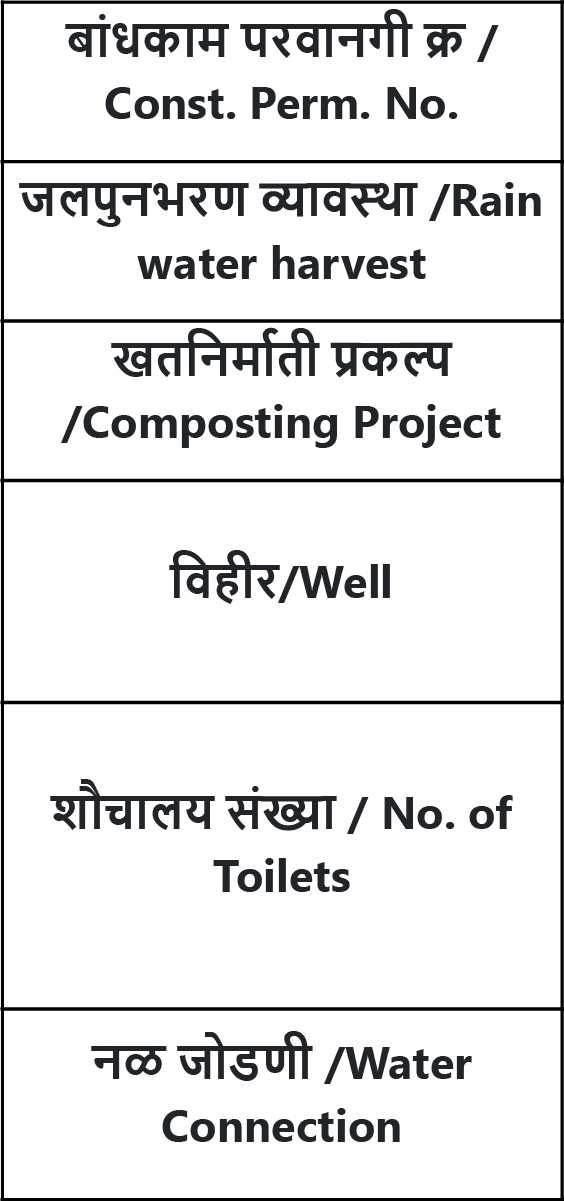 बांधकाम परवानगी क्र /
Const. Perm. No.
जलपुनभरण व्यावस्था /Rain
water harvest
खतनिर्माती प्रकल्प
/Composting Project
विहीर/Well
शौचालय संख्या / No. of
Toilets
नळ जोडणी /Water
Connection